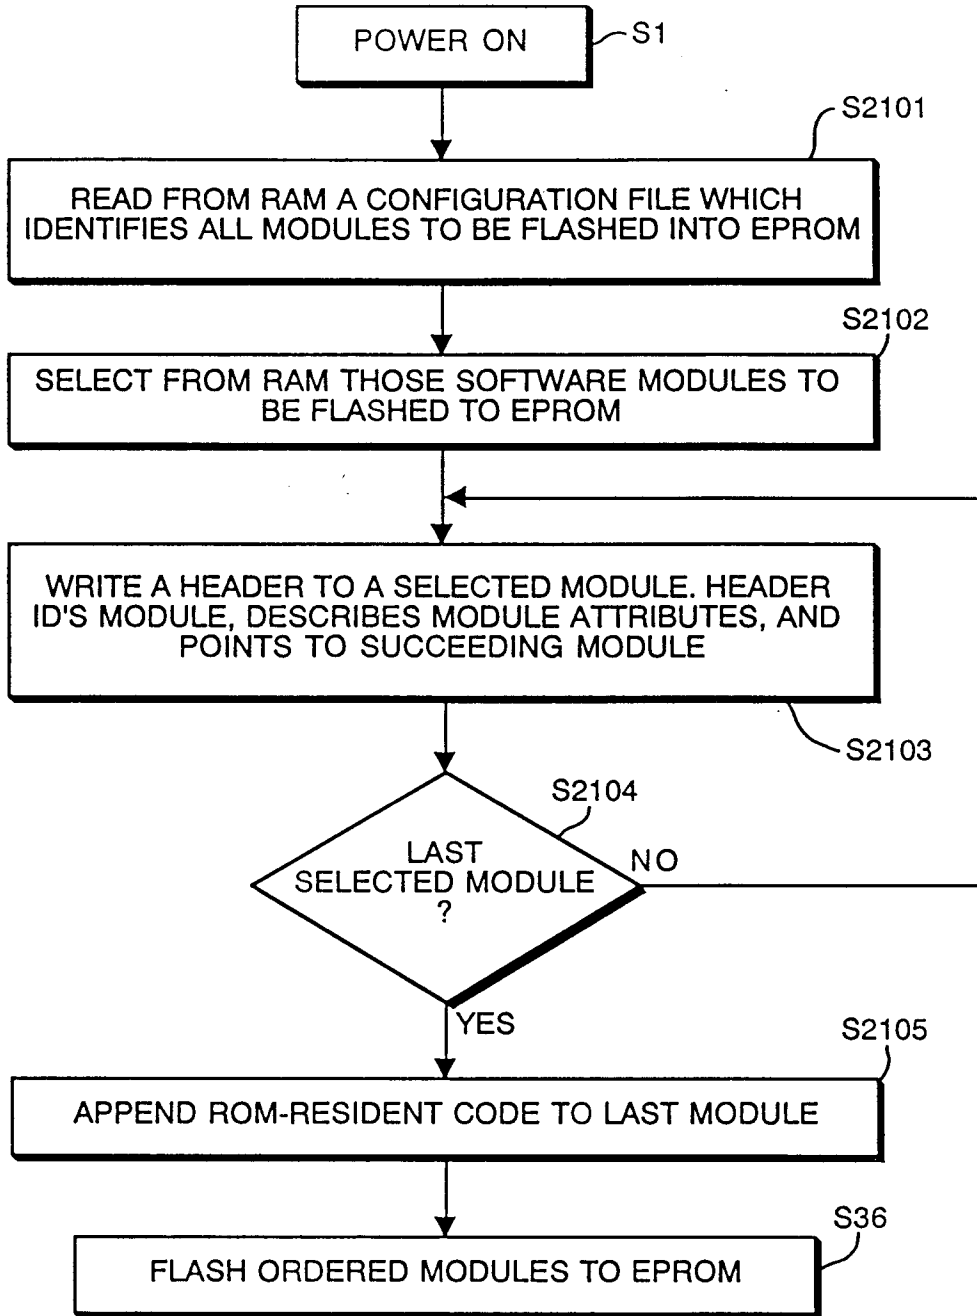 POWER ON
S1
S2101
READ FROM RAM A CONFIGURATION FILE WHICH
IDENTIFIES ALL MODULES TO BE FLASHED INTO EPROM
S2102
SELECT FROM RAM THOSE SOFTWARE MODULES TO
BE FLASHED TO EPROM
WRITE A HEADER TO A SELECTED MODULE. HEADER
ID'S MODULE, DESCRIBES MODULE ATTRIBUTES, AND
POINTS TO SUCCEEDING MODULE
S2103
S2104
LAST
SELECTED MODULE
?
NO
YES
S2105
APPEND ROM-RESIDENT CODE TO LAST MODULE
S36
FLASH ORDERED MODULES TO EPROM